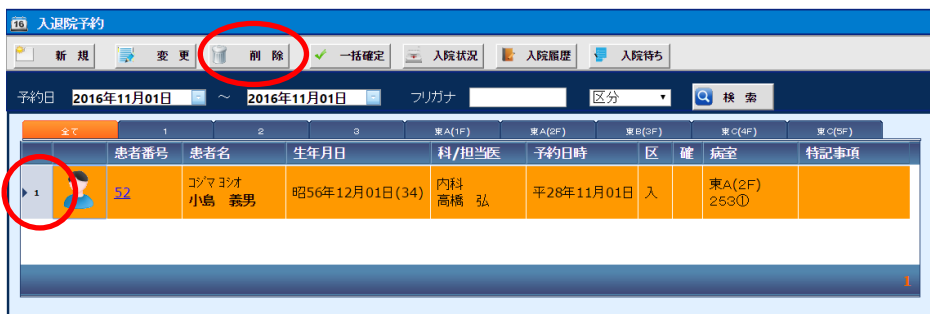 16 入退院予約
新 規 変 更 削 除 一括確定 入院状況 入院履歴 入院待ち
予約日 2016年11月01日 ～ 2016年11月01日 フリガナ 区分 検 索
全て 1 2 3 東A(1F) 東A(2F) 東B(3F) 東C(4F) 東C(5F)
患者番号 患者名 生年月日 科/担当医 予約日時 区 確 病室 特記事項
1 52 コジマ ヨシオ 昭56年12月01日(34) 内科 平28年11月01日 入 東A(2F)
小島 義男 高橋 弘 253①
1